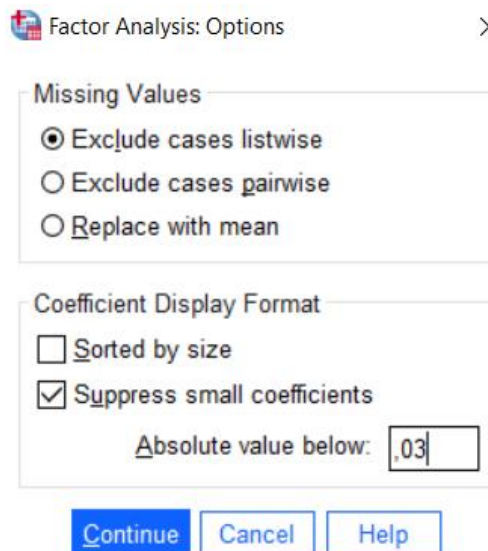 Factor Analysis: Options
Missing Values
Exclude cases listwise
Exclude cases pairwise
Replace with mean
Coefficient Display Format
Sorted by size
Suppress small coefficients
Absolute value below: ,03
Continue Cancel Help